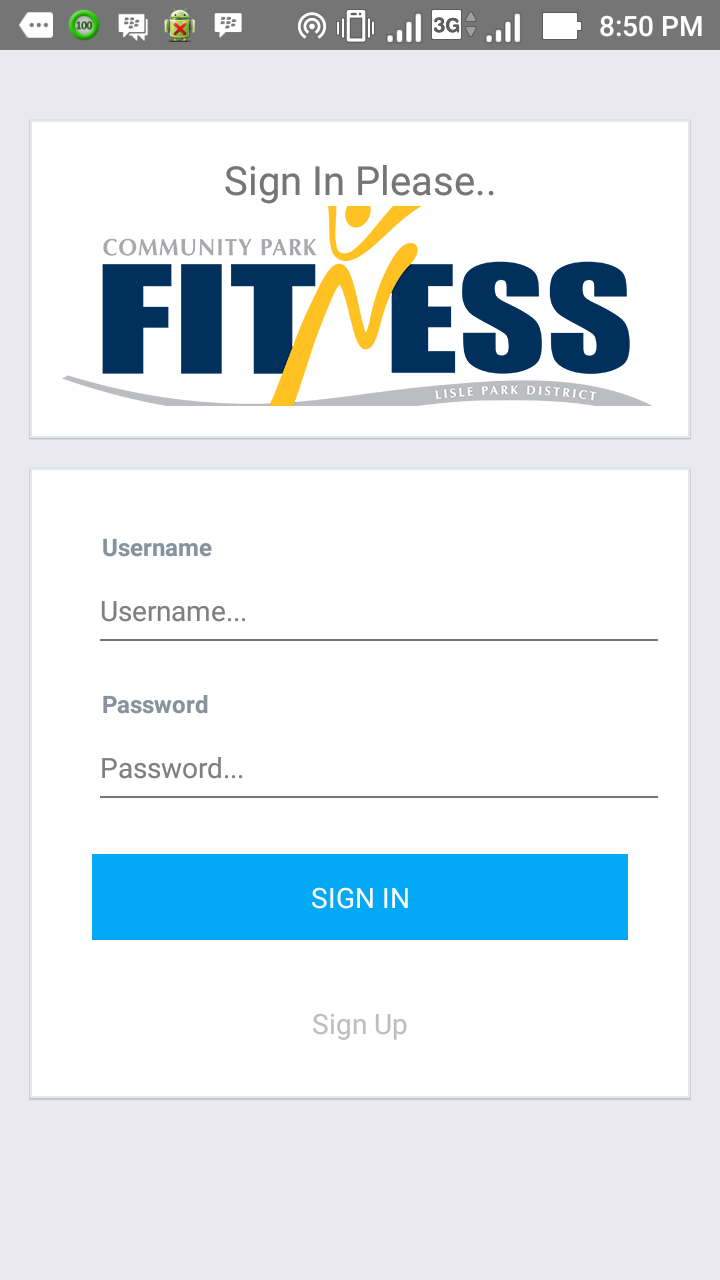 100 3G 8:50 PM
Sign In Please..
COMMUNITY PARK
FITNESS
LISLE PARK DISTRICT
Username
Username...
Password
Password...
SIGN IN
Sign Up